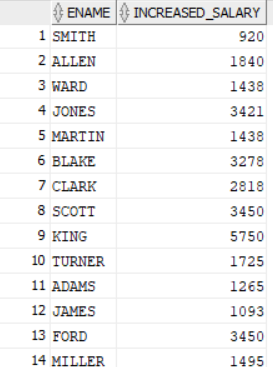 ENAME INCREASED_SALARY
1 SMITH 920
2 ALLEN 1840
3 WARD 1438
4 JONES 3421
5 MARTIN 1438
6 BLAKE 3278
7 CLARK 2818
8 SCOTT 3450
9 KING 5750
10 TURNER 1725
11 ADAMS 1265
12 JAMES 1093
13 FORD 3450
14 MILLER 1495